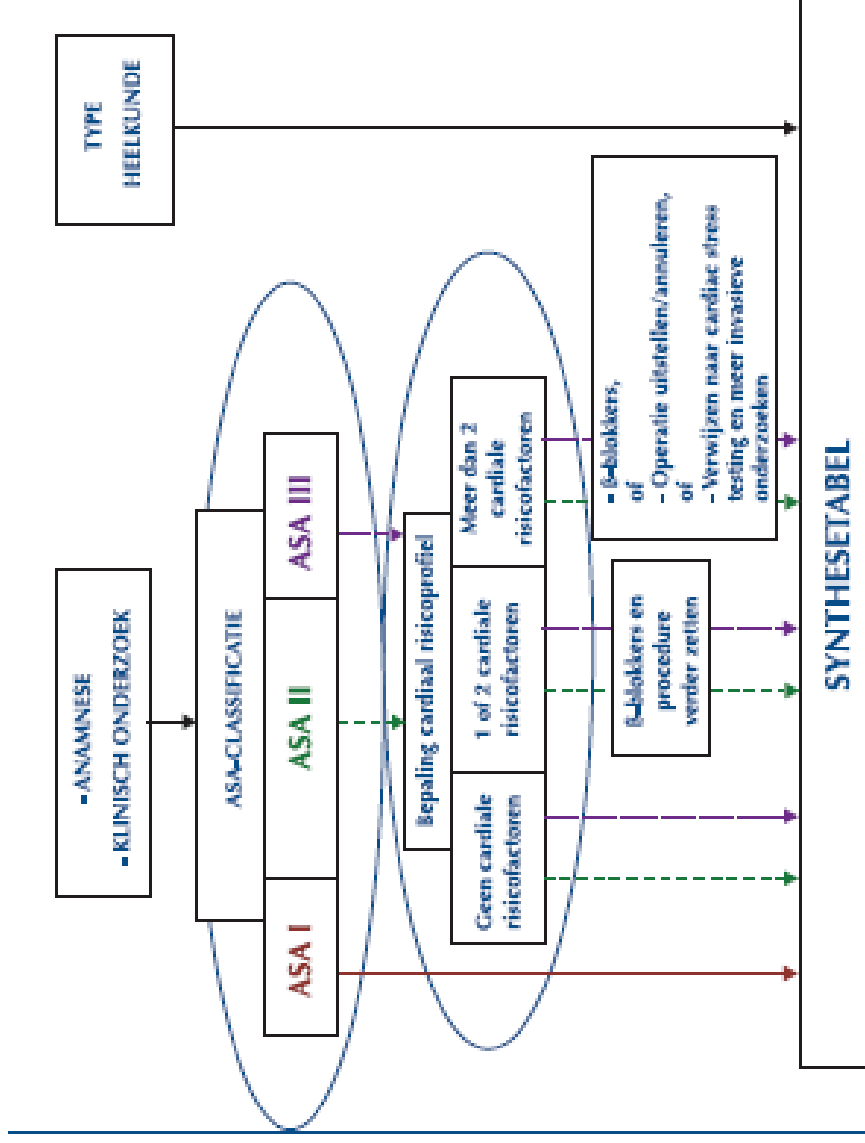 - ANAMNESE
- KLINISCH ONDERZOEK
TYPE
HEELKUNDE
ASA-CLASSIFICATIE
ASA I
ASA II
ASA III
Bepaling cardiaal risicoprofiel
Geen cardiale
risicofactoren
1 of 2 cardiale
risicofactoren
Meer dan 2
cardiale
risicofactoren
β-blokkers en
procedure
verder zetten
- β-blokkers,
of
- Operatie uitstellen/annuleren,
of
- Verwijzen naar cardiac stress
testing en meer invasieve
onderzoeken
SYNTHESETABEL